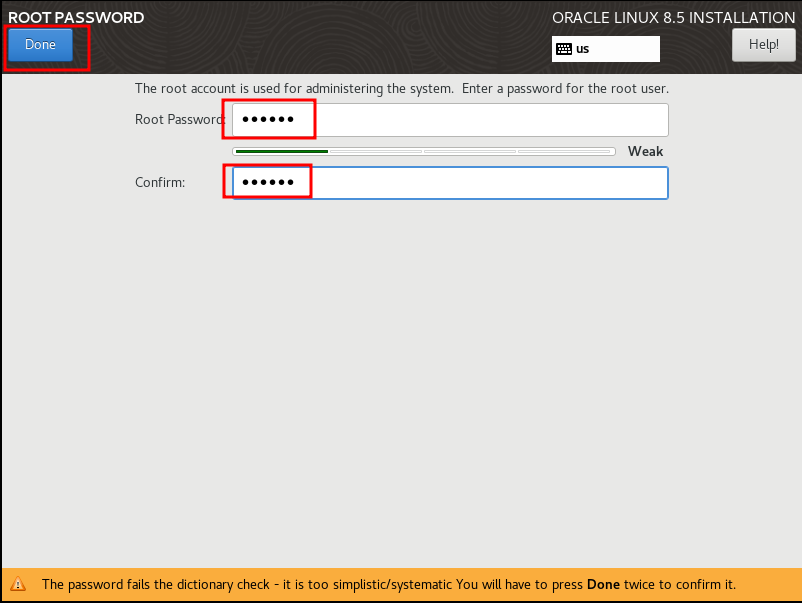 ROOT PASSWORD
ORACLE LINUX 8.5 INSTALLATION
Done
us
Help!
The root account is used for administering the system.  Enter a password for the root user.
Root Password: ●●●●●●
Weak
Confirm: ●●●●●●
The password fails the dictionary check - it is too simplistic/systematic You will have to press Done twice to confirm it.